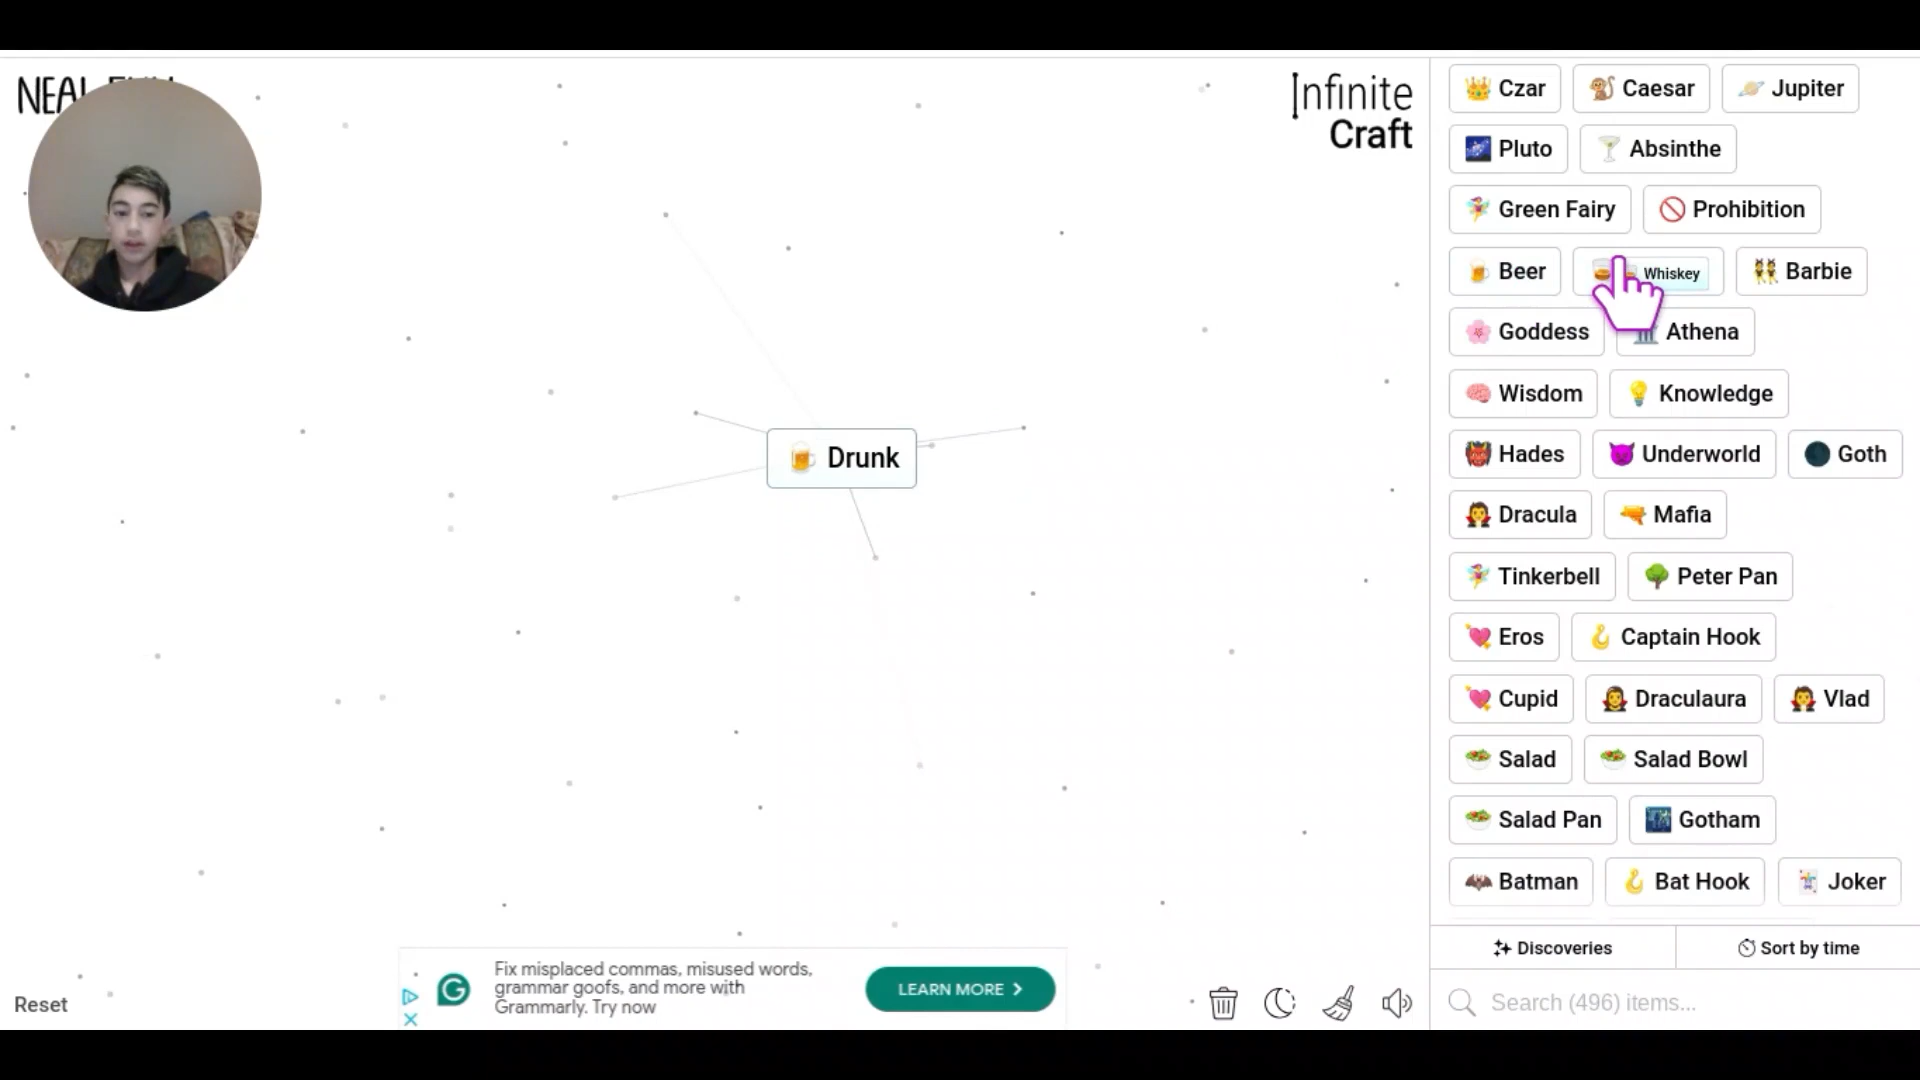 NEAL
Infinite
Craft
Drunk
Czar Caesar Jupiter
Pluto Absinthe
Green Fairy Prohibition
Beer Whiskey Barbie
Goddess Athena
Wisdom Knowledge
Hades Underworld Goth
Dracula Mafia
Tinkerbell Peter Pan
Eros Captain Hook
Cupid Draculaura Vlad
Salad Salad Bowl
Salad Pan Gotham
Batman Bat Hook Joker
Discoveries Sort by time
Search (496) items...
Fix misplaced commas, misused words,
grammar goofs, and more with
Grammarly. Try now
LEARN MORE
Reset